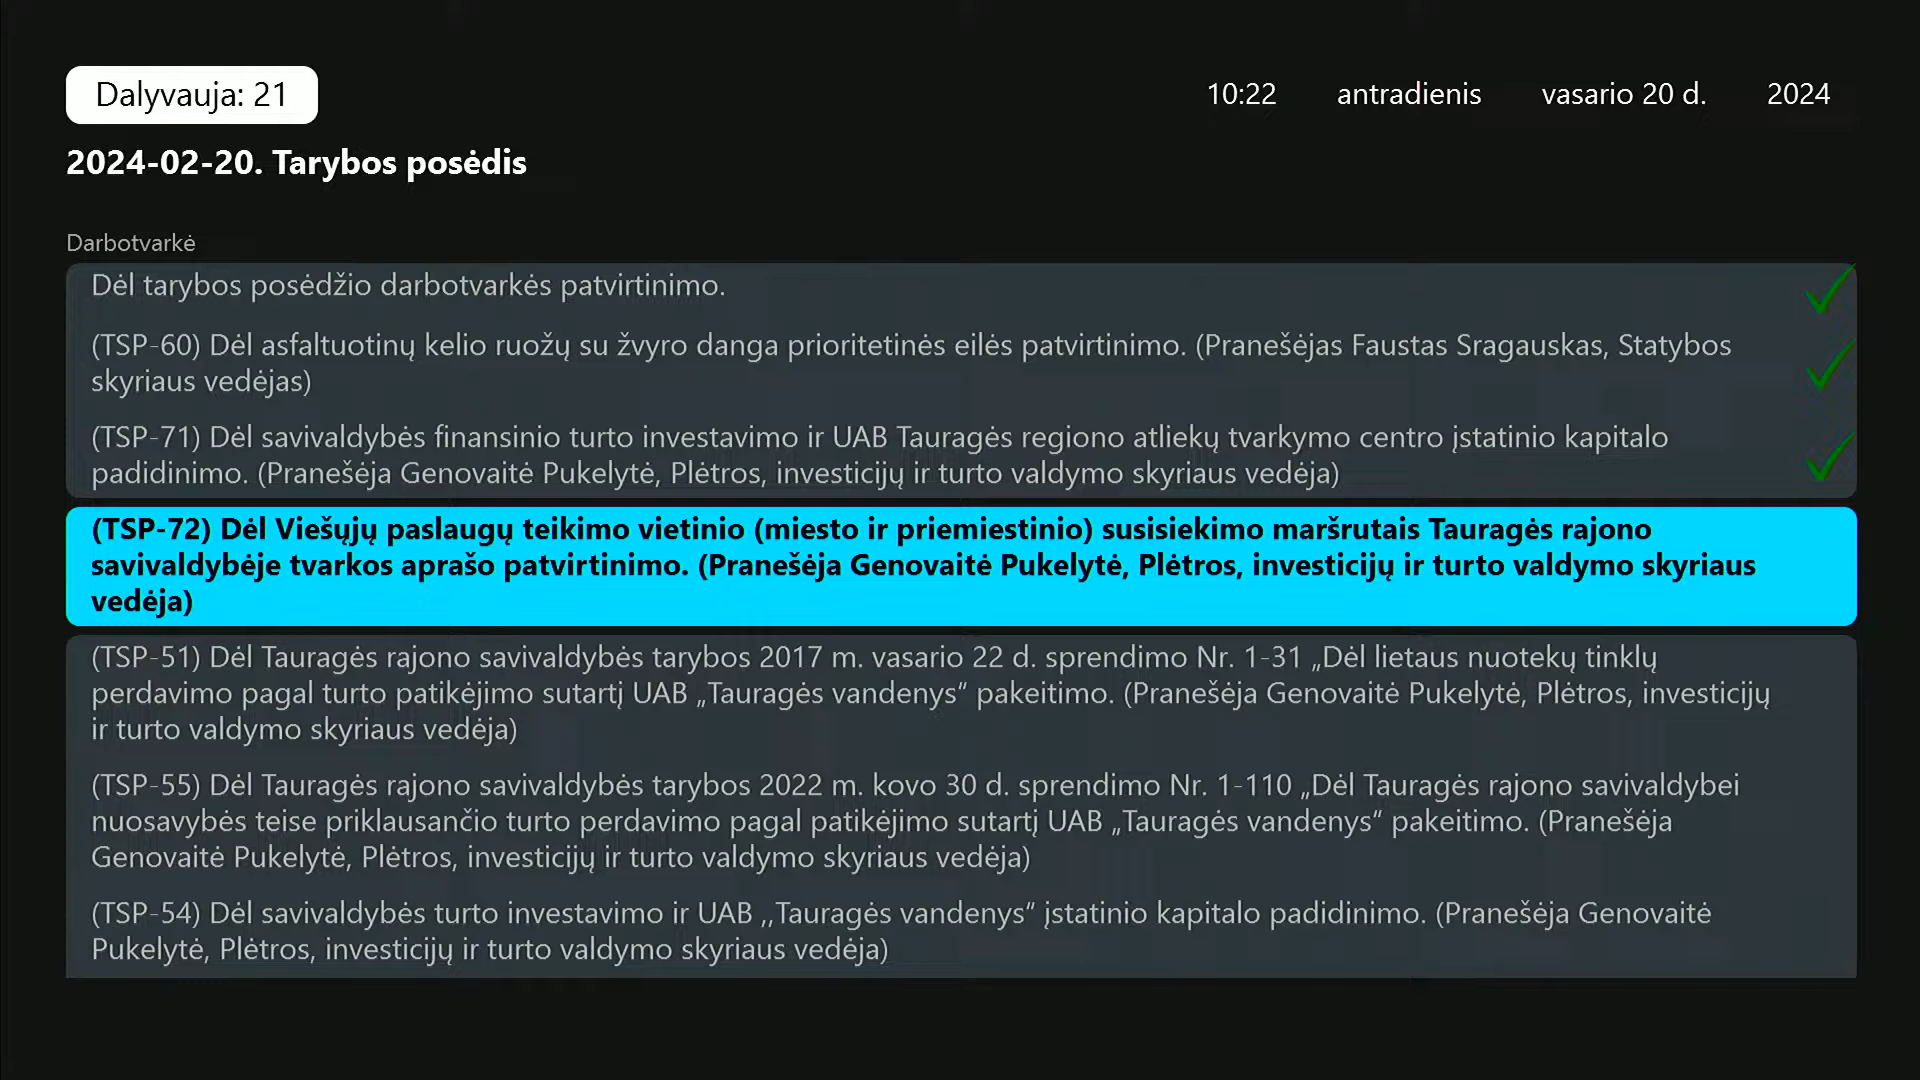 Dalyvauja: 21
10:22 antradienis vasario 20 d. 2024
2024-02-20. Tarybos posėdis
Darbotvarkė
Dėl tarybos posėdžio darbotvarkės patvirtinimo.
(TSP-60) Dėl asfaltuotinų kelio ruožų su žvyro danga prioritetinės eilės patvirtinimo. (Pranešėjas Faustas Sragauskas, Statybos
skyriaus vedėjas)
(TSP-71) Dėl savivaldybės finansinio turto investavimo ir UAB Tauragės regiono atliekų tvarkymo centro įstatinio kapitalo
padidinimo. (Pranešėja Genovaitė Pukelytė, Plėtros, investicijų ir turto valdymo skyriaus vedėja)
(TSP-72) Dėl Viešųjų paslaugų teikimo vietinio (miesto ir priemiestinio) susisiekimo maršrutais Tauragės rajono
savivaldybėje tvarkos aprašo patvirtinimo. (Pranešėja Genovaitė Pukelytė, Plėtros, investicijų ir turto valdymo skyriaus
vedėja)
(TSP-51) Dėl Tauragės rajono savivaldybės tarybos 2017 m. vasario 22 d. sprendimo Nr. 1-31 „Dėl lietaus nuotekų tinklų
perdavimo pagal turto patikėjimo sutartį UAB „Tauragės vandenys“ pakeitimo. (Pranešėja Genovaitė Pukelytė, Plėtros, investicijų
ir turto valdymo skyriaus vedėja)
(TSP-55) Dėl Tauragės rajono savivaldybės tarybos 2022 m. kovo 30 d. sprendimo Nr. 1-110 „Dėl Tauragės rajono savivaldybei
nuosavybės teise priklausančio turto perdavimo pagal patikėjimo sutartį UAB „Tauragės vandenys“ pakeitimo. (Pranešėja
Genovaitė Pukelytė, Plėtros, investicijų ir turto valdymo skyriaus vedėja)
(TSP-54) Dėl savivaldybės turto investavimo ir UAB ,,Tauragės vandenys“ įstatinio kapitalo padidinimo. (Pranešėja Genovaitė
Pukelytė, Plėtros, investicijų ir turto valdymo skyriaus vedėja)